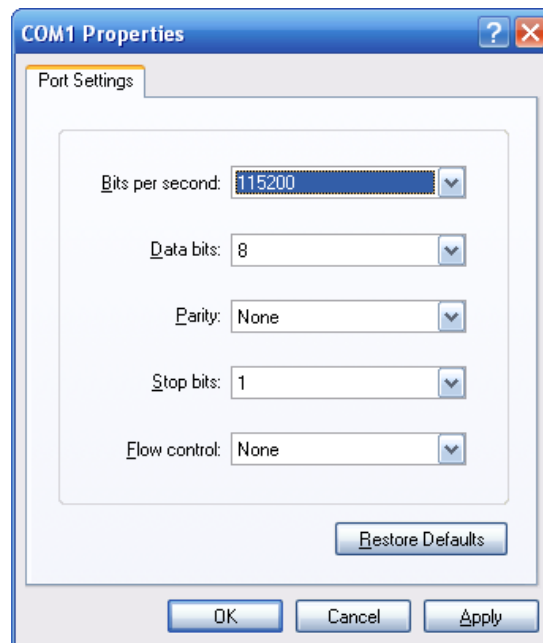 COM1 Properties
Port Settings
Bits per second: 115200
Data bits: 8
Parity: None
Stop bits: 1
Flow control: None
Restore Defaults
OK Cancel Apply